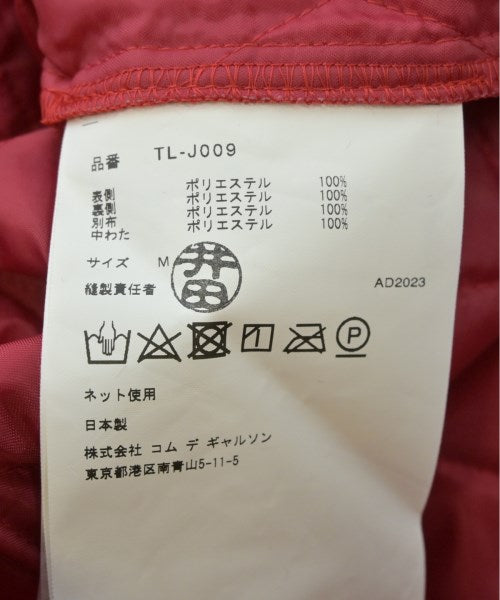 品番 TL-J009
表側 ポリエステル 100%
裏側 ポリエステル 100%
別布 ポリエステル 100%
中わた ポリエステル 100%
サイズ M
縫製責任者 井田 AD2023
ネット使用
日本製
株式会社 コム デ ギャルソン
東京都港区南青山5-11-5